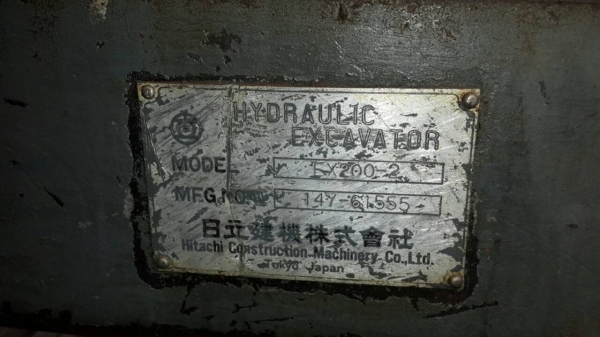 HYDRAULIC
EXCAVATOR
MODEL EX200-2
MFG.NO. 14Y-61555
日立建機株式會社
Hitachi Construction Machinery Co.,Ltd.
Tokyo Japan